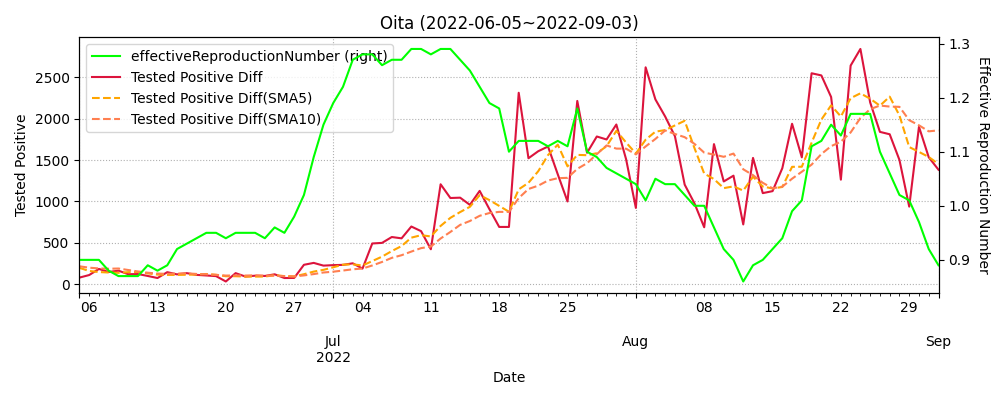 Oita (2022-06-05~2022-09-03)
effectiveReproductionNumber (right)
Tested Positive Diff
Tested Positive Diff(SMA5)
Tested Positive Diff(SMA10)
Tested Positive
2500
2000
1500
1000
500
0
1.3
1.2
1.1
1.0
0.9
Effective Reproduction Number
06 13 20 27 04 11 18 25 08 15 22 29
Jul Aug Sep
2022
Date